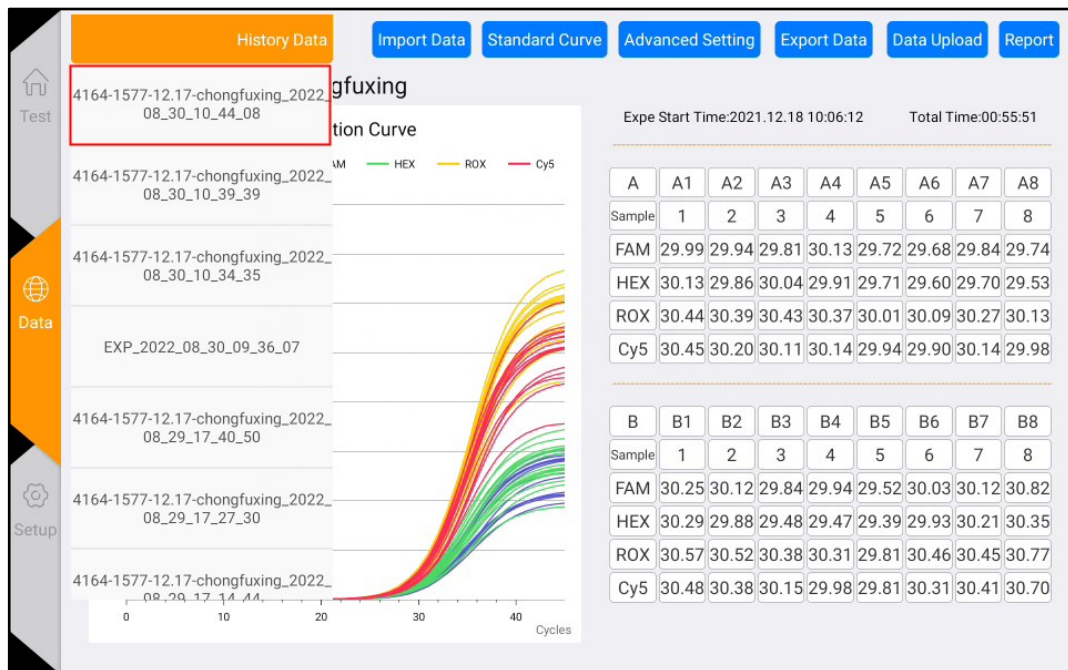 History Data
Import Data
Standard Curve
Advanced Setting
Export Data
Data Upload
Report
Test
Data
Setup
4164-1577-12.17-chongfuxing_2022_
08_30_10_44_08
4164-1577-12.17-chongfuxing_2022_
08_30_10_39_39
4164-1577-12.17-chongfuxing_2022_
08_30_10_34_35
EXP_2022_08_30_09_36_07
4164-1577-12.17-chongfuxing_2022_
08_29_17_40_50
4164-1577-12.17-chongfuxing_2022_
08_29_17_27_30
4164-1577-12.17-chongfuxing_2022_
08_29_17_14_44
gfuxing
tion Curve
AM HEX ROX Cy5
0 10 20 30 40
Cycles
Expe Start Time:2021.12.18 10:06:12 Total Time:00:55:51
A A1 A2 A3 A4 A5 A6 A7 A8
Sample 1 2 3 4 5 6 7 8
FAM 29.99 29.94 29.81 30.13 29.72 29.68 29.84 29.74
HEX 30.13 29.86 30.04 29.91 29.71 29.60 29.70 29.53
ROX 30.44 30.39 30.43 30.37 30.01 30.09 30.27 30.13
Cy5 30.45 30.20 30.11 30.14 29.94 29.90 30.14 29.98
B B1 B2 B3 B4 B5 B6 B7 B8
Sample 1 2 3 4 5 6 7 8
FAM 30.25 30.12 29.84 29.94 29.52 30.03 30.12 30.82
HEX 30.29 29.88 29.48 29.47 29.39 29.93 30.21 30.35
ROX 30.57 30.52 30.38 30.31 29.81 30.46 30.45 30.77
Cy5 30.48 30.38 30.15 29.98 29.81 30.31 30.41 30.70